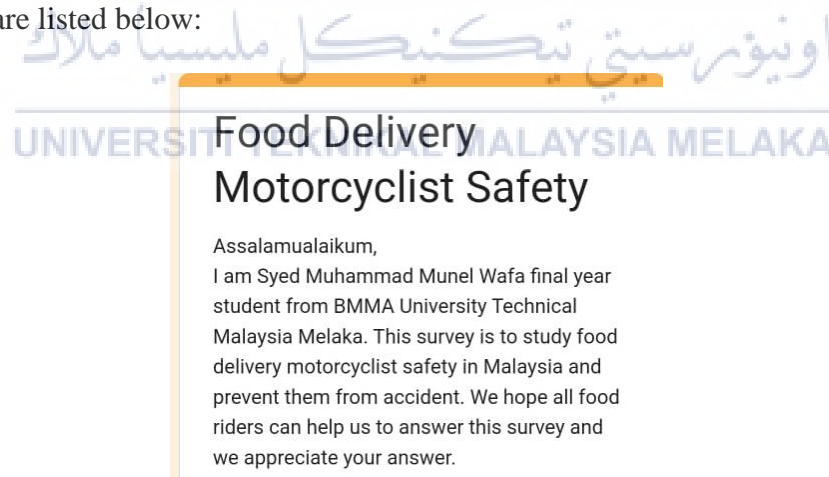 are listed below:
اونيۏرسيتي تيكنيكل مليسيا ملاك
UNIVERSITI TEKNIKAL MALAYSIA MELAKA
Food Delivery
Motorcyclist Safety
Assalamualaikum,
I am Syed Muhammad Munel Wafa final year
student from BMMA University Technical
Malaysia Melaka. This survey is to study food
delivery motorcyclist safety in Malaysia and
prevent them from accident. We hope all food
riders can help us to answer this survey and
we appreciate your answer.